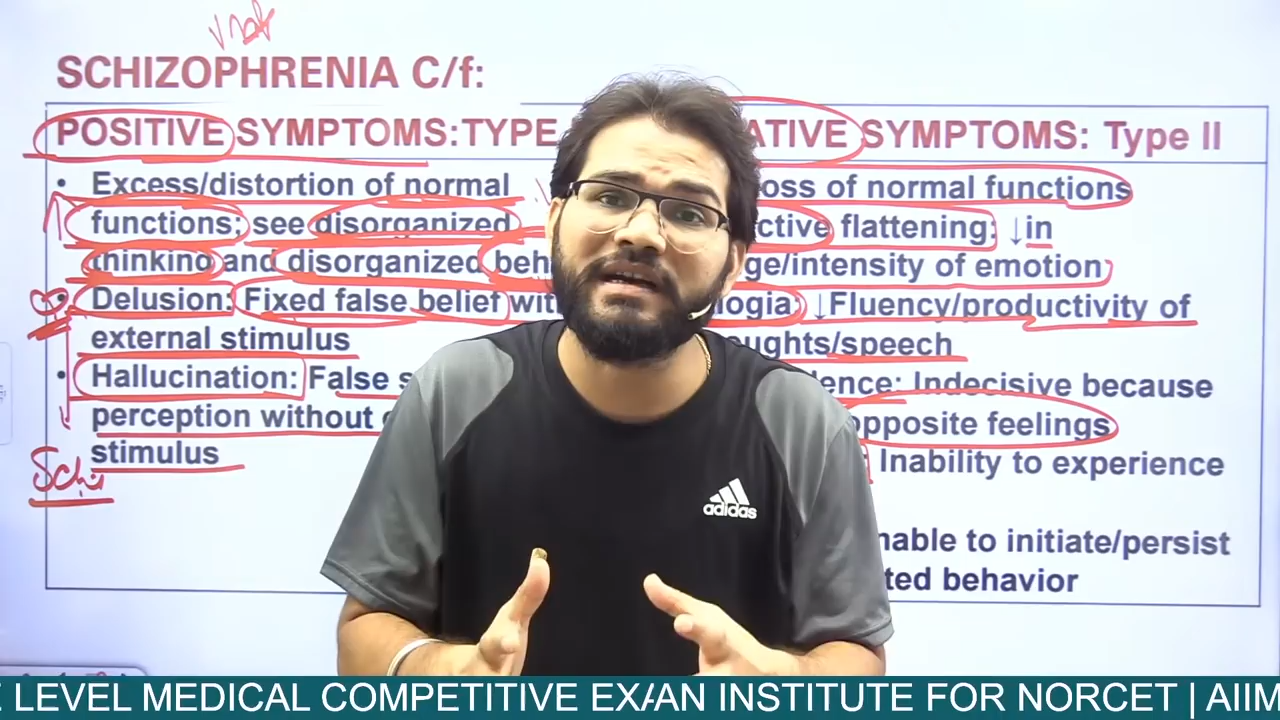 SCHIZOPHRENIA C/f:
POSITIVE SYMPTOMS:TYPE
ATIVE SYMPTOMS: Type II
• Excess/distortion of normal
functions; see disorganized
thinking and disorganized beh
• Delusion: Fixed false belief wit
external stimulus
• Hallucination: False s
perception without
stimulus
Schi
oss of normal functions
ctive flattening: ↓in
ge/intensity of emotion
logia: ↓Fluency/productivity of
oughts/speech
lence: Indecisive because
opposite feelings
Inability to experience
nable to initiate/persist
ted behavior
adidas
LEVEL MEDICAL COMPETITIVE EXAN INSTITUTE FOR NORCET | AIIM